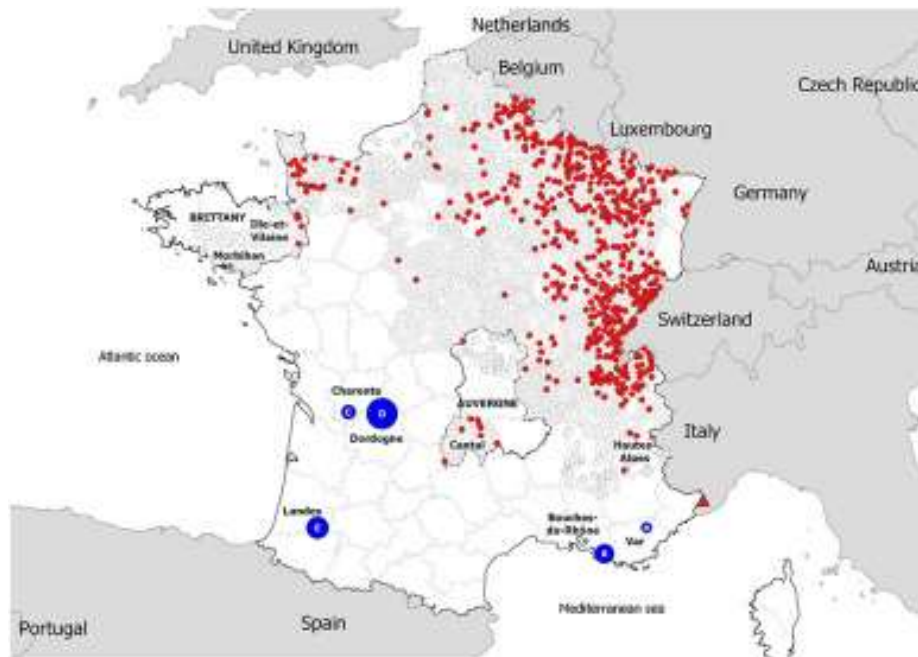 Netherlands
United Kingdom
Belgium
Czech Republic
Luxembourg
Germany
BRITTANY
Ille-et-
Vilaine
Morbihan
Austria
Switzerland
Atlantic ocean
Charente
AUVERGNE
Dordogne
Cantal
Hautes-
Alpes
Italy
Landes
Bouches-
du-Rhône
Var
Mediterranean sea
Portugal
Spain